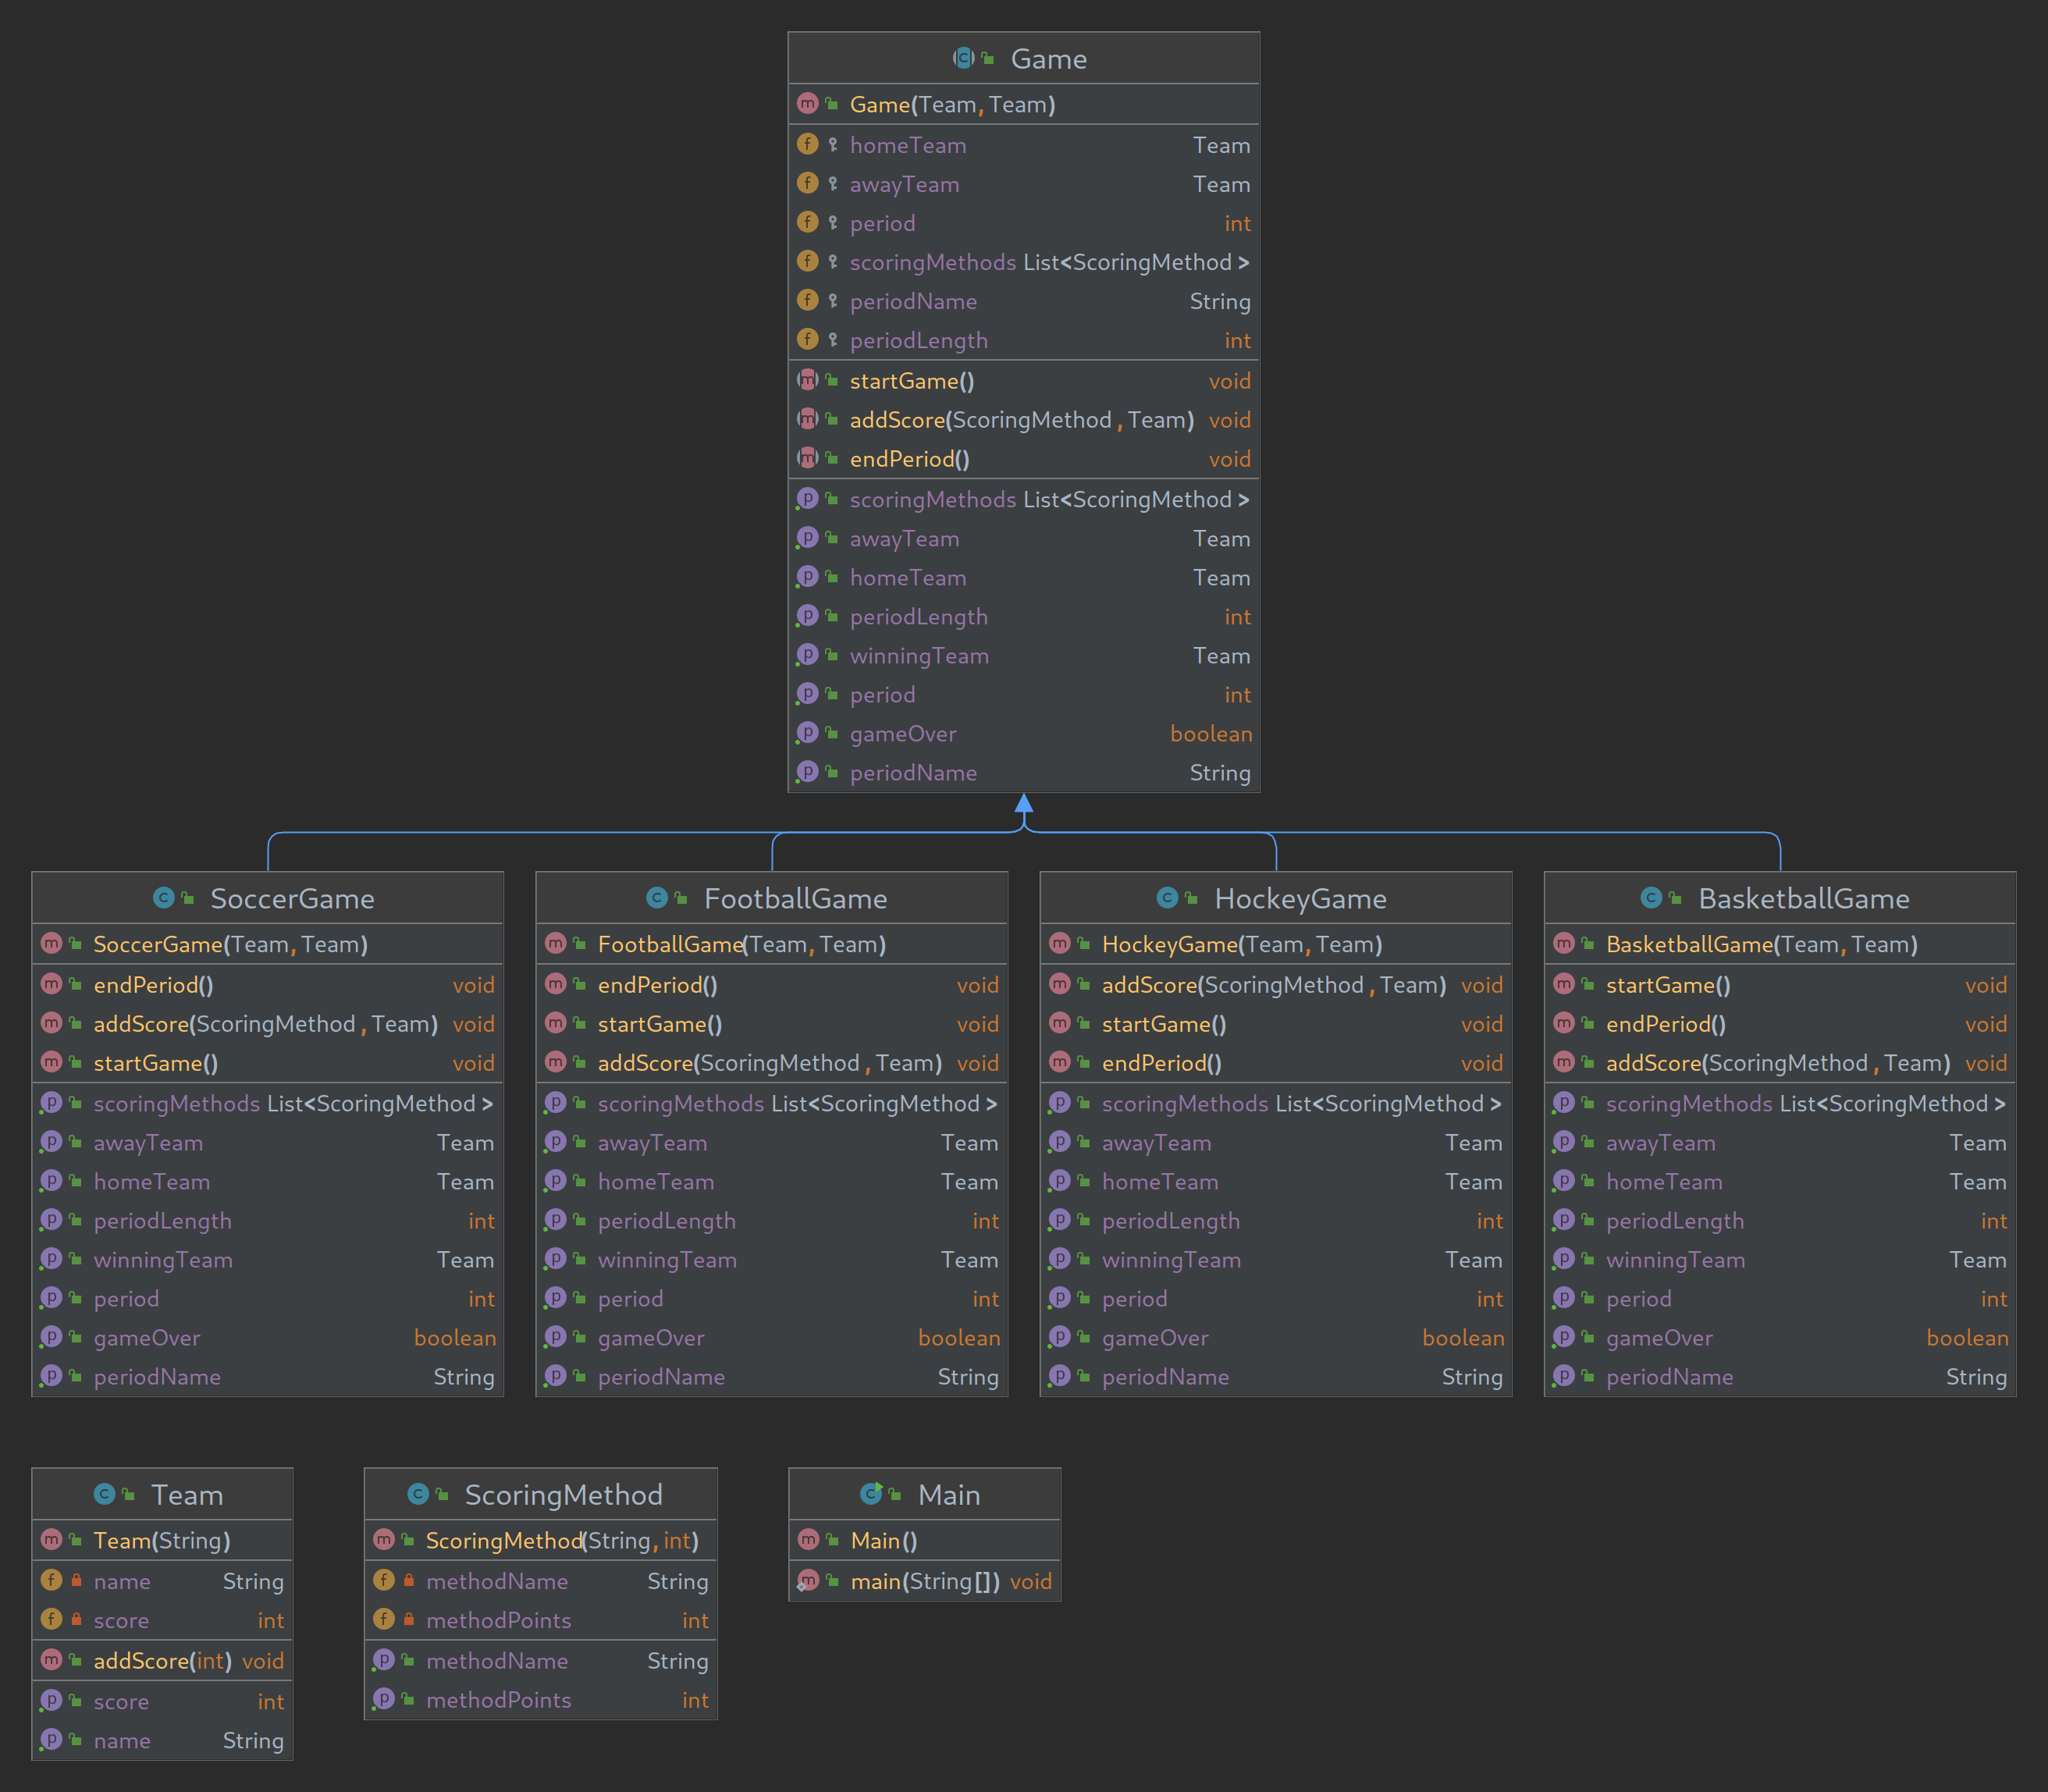 Game
Game(Team, Team)
homeTeam Team
awayTeam Team
period int
scoringMethods List<ScoringMethod>
periodName String
periodLength int
startGame() void
addScore(ScoringMethod, Team) void
endPeriod() void
scoringMethods List<ScoringMethod>
awayTeam Team
homeTeam Team
periodLength int
winningTeam Team
period int
gameOver boolean
periodName String
SoccerGame
SoccerGame(Team, Team)
endPeriod() void
addScore(ScoringMethod, Team) void
startGame() void
scoringMethods List<ScoringMethod>
awayTeam Team
homeTeam Team
periodLength int
winningTeam Team
period int
gameOver boolean
periodName String
FootballGame
FootballGame(Team, Team)
endPeriod() void
startGame() void
addScore(ScoringMethod, Team) void
scoringMethods List<ScoringMethod>
awayTeam Team
homeTeam Team
periodLength int
winningTeam Team
period int
gameOver boolean
periodName String
HockeyGame
HockeyGame(Team, Team)
addScore(ScoringMethod, Team) void
startGame() void
endPeriod() void
scoringMethods List<ScoringMethod>
awayTeam Team
homeTeam Team
periodLength int
winningTeam Team
period int
gameOver boolean
periodName String
BasketballGame
BasketballGame(Team, Team)
startGame() void
endPeriod() void
addScore(ScoringMethod, Team) void
scoringMethods List<ScoringMethod>
awayTeam Team
homeTeam Team
periodLength int
winningTeam Team
period int
gameOver boolean
periodName String
Team
Team(String)
name String
score int
addScore(int) void
score int
name String
ScoringMethod
ScoringMethod(String, int)
methodName String
methodPoints int
methodName String
methodPoints int
Main
Main()
main(String[]) void